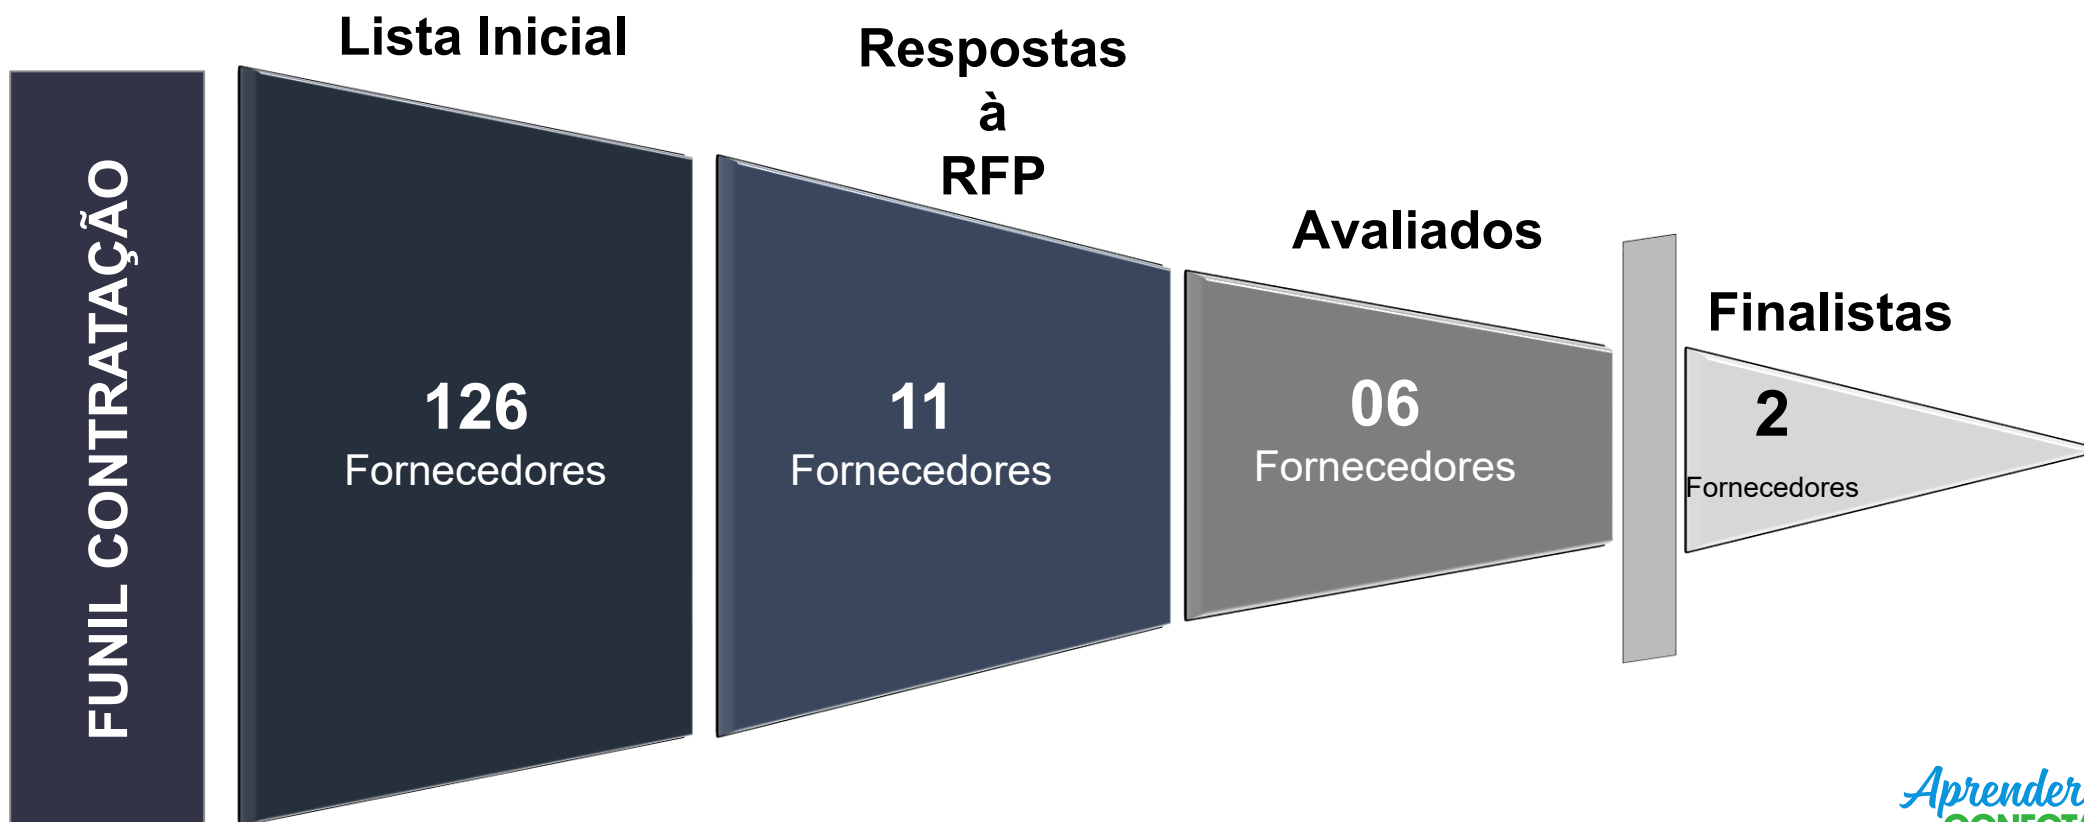 FUNIL CONTRATAÇÃO
Lista Inicial
126
Fornecedores
Respostas
à
RFP
11
Fornecedores
Avaliados
06
Fornecedores
Finalistas
2
Fornecedores
Aprender